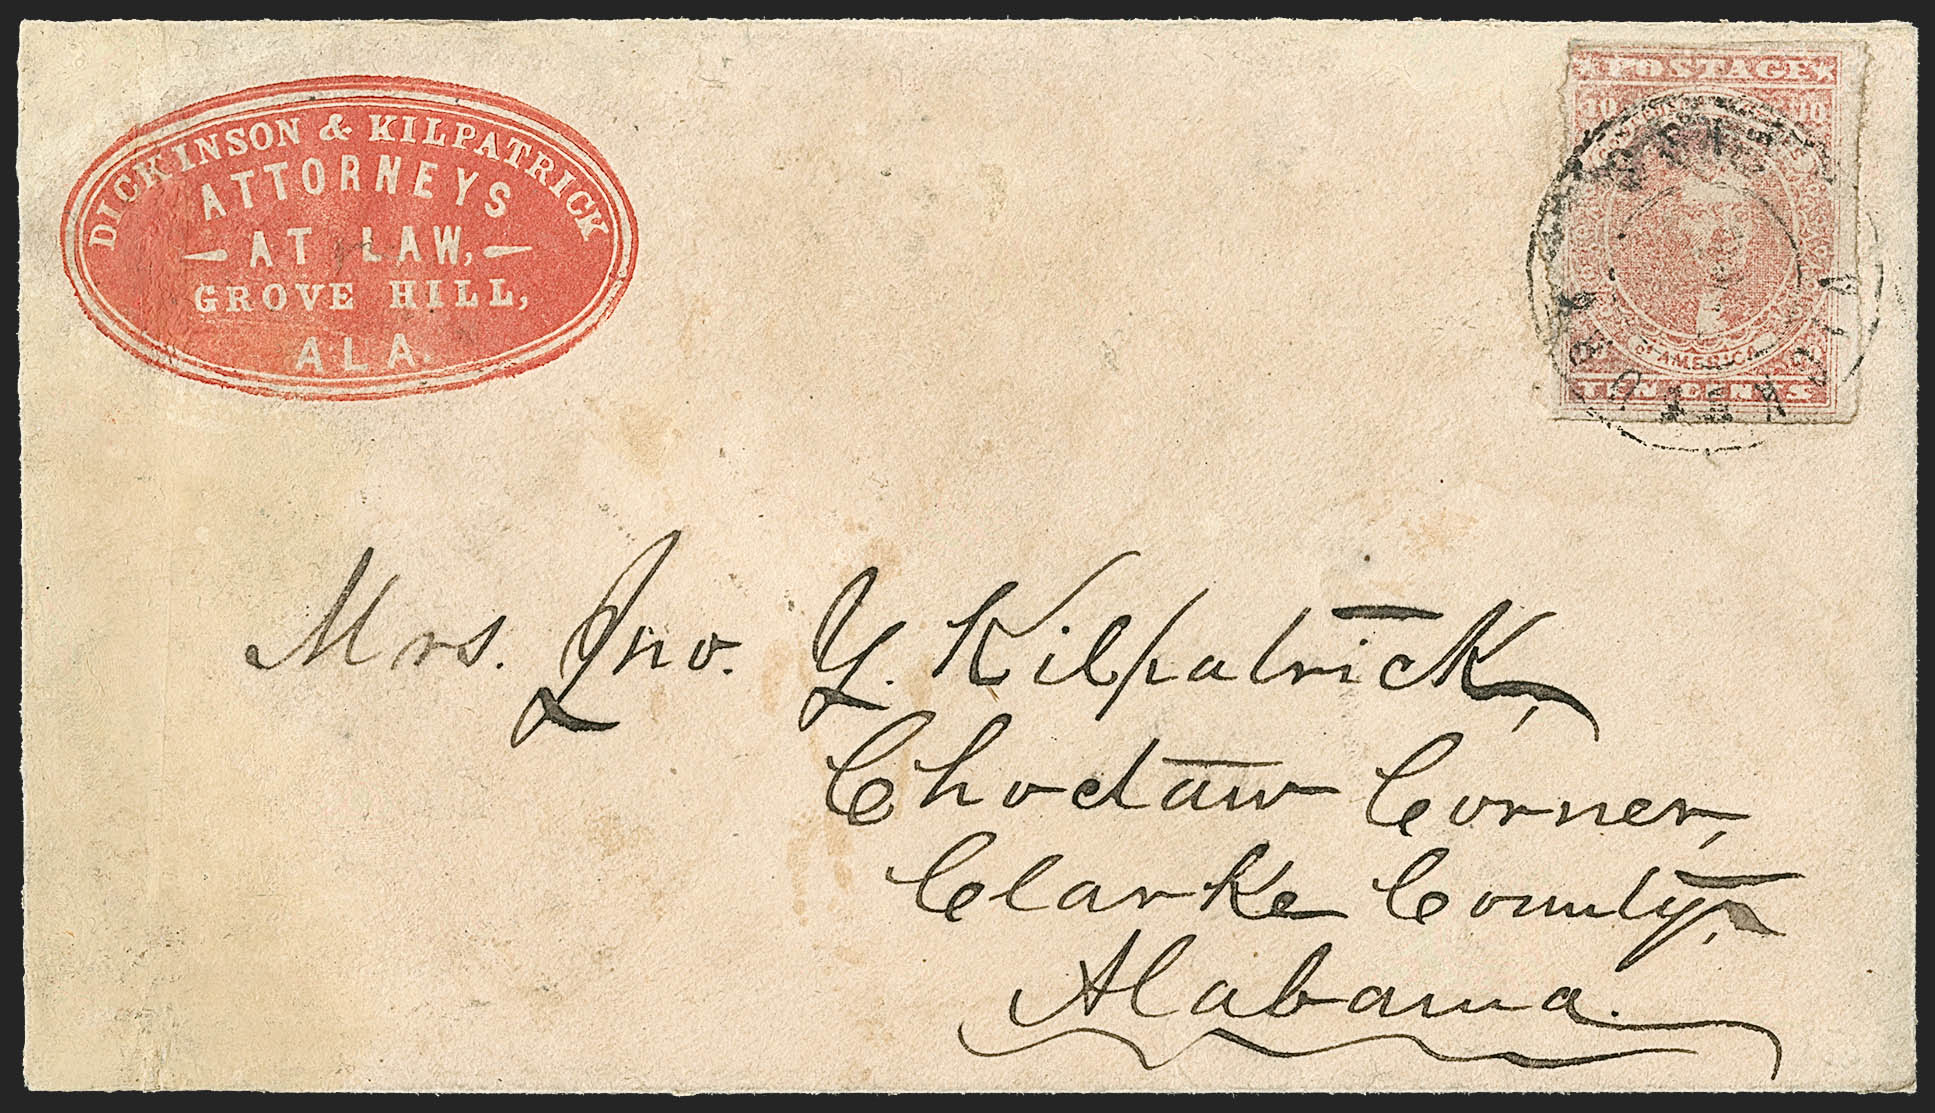 DICKINSON & KILPATRICK
ATTORNEYS
— AT LAW, —
GROVE HILL,
ALA.
POSTAGE
10 10
OF AMERICA
TEN CENTS
Mrs. Jno. Y. Kilpatrick,
Choctaw Corner,
Clarke County,
Alabama.